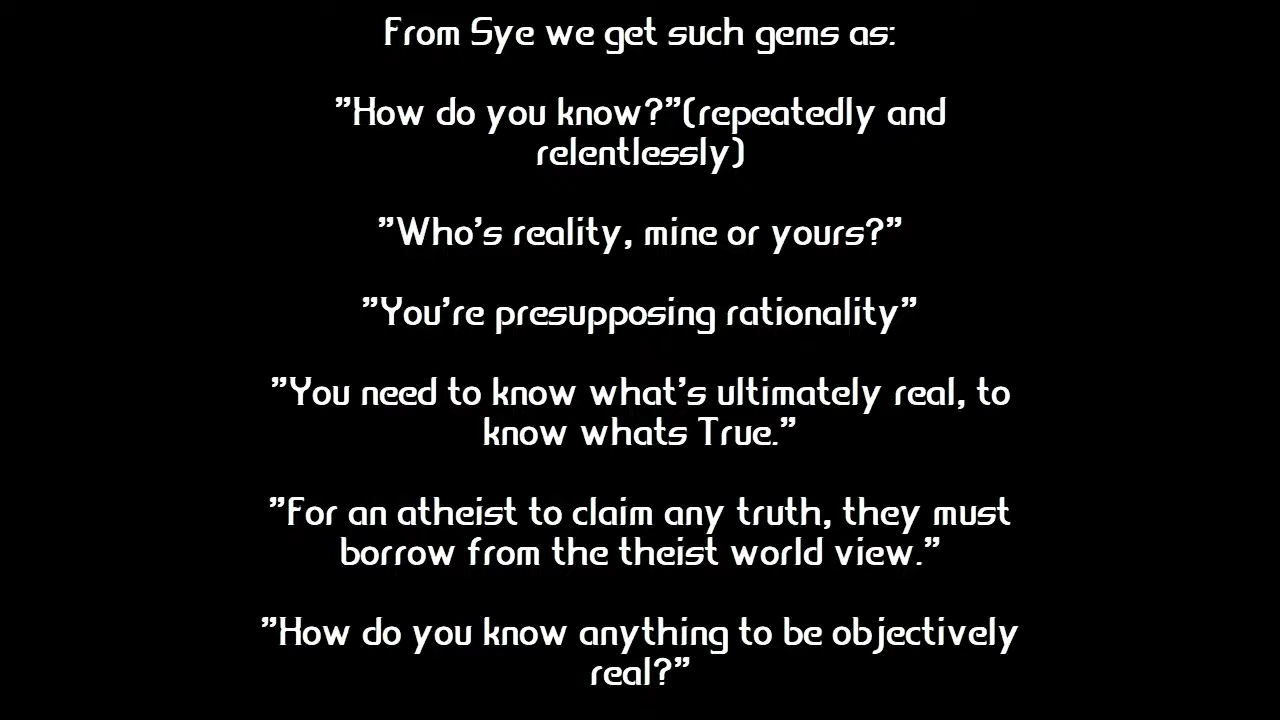 From Sye we get such gems as:
"How do you know?"(repeatedly and
relentlessly)
"Who's reality, mine or yours?"
"You're presupposing rationality"
"You need to know what's ultimately real, to
know whats True."
"For an atheist to claim any truth, they must
borrow from the theist world view."
"How do you know anything to be objectively
real?"